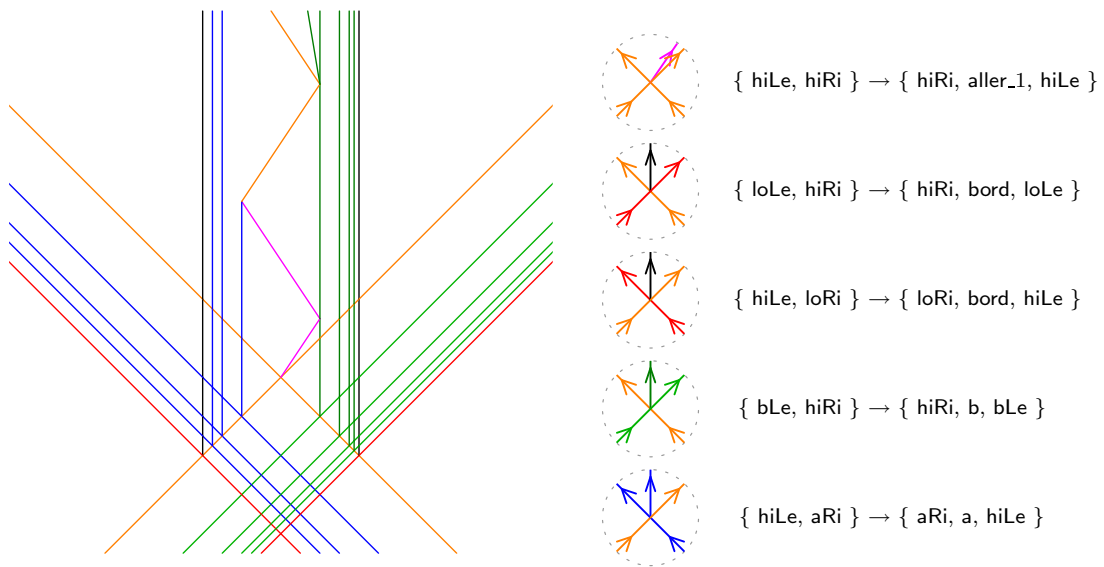 { hiLe, hiRi } → { hiRi, aller_1, hiLe }
{ loLe, hiRi } → { hiRi, bord, loLe }
{ hiLe, loRi } → { loRi, bord, hiLe }
{ bLe, hiRi } → { hiRi, b, bLe }
{ hiLe, aRi } → { aRi, a, hiLe }